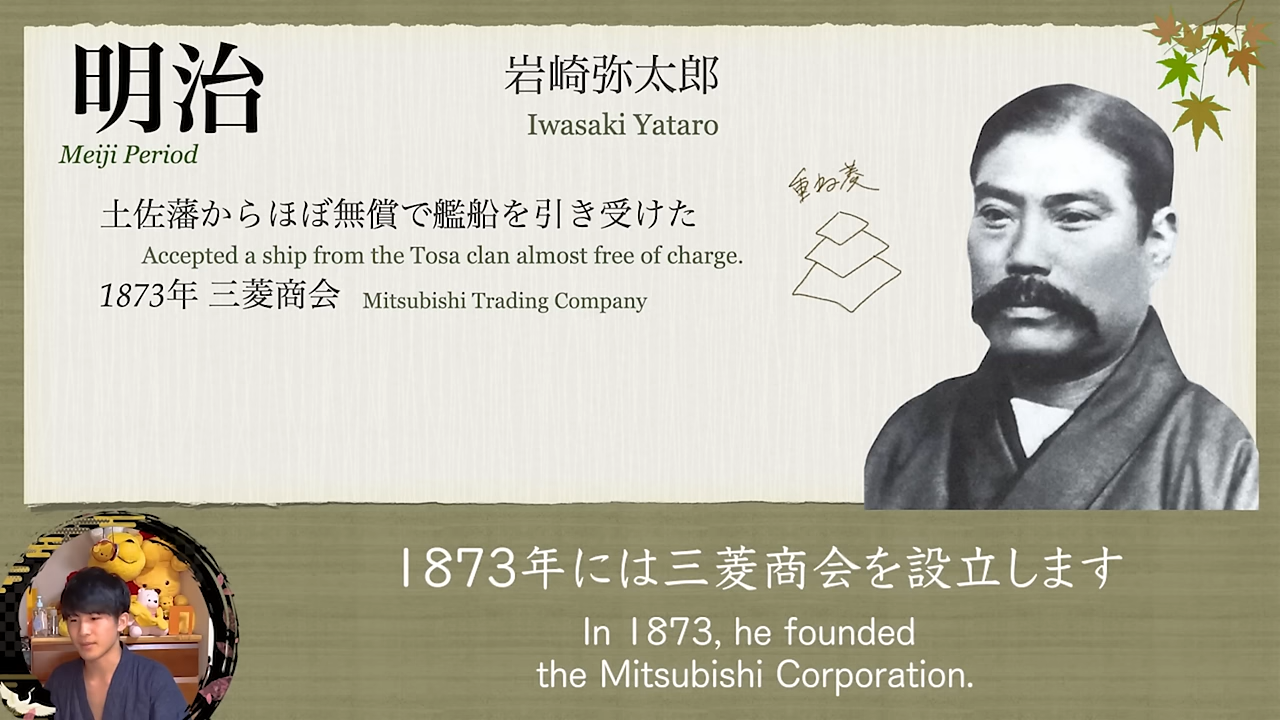 明治
Meiji Period
岩崎弥太郎
Iwasaki Yataro
土佐藩からほぼ無償で艦船を引き受けた
Accepted a ship from the Tosa clan almost free of charge.
1873年 三菱商会 Mitsubishi Trading Company
重ね菱
1873年には三菱商会を設立します
In 1873, he founded
the Mitsubishi Corporation.